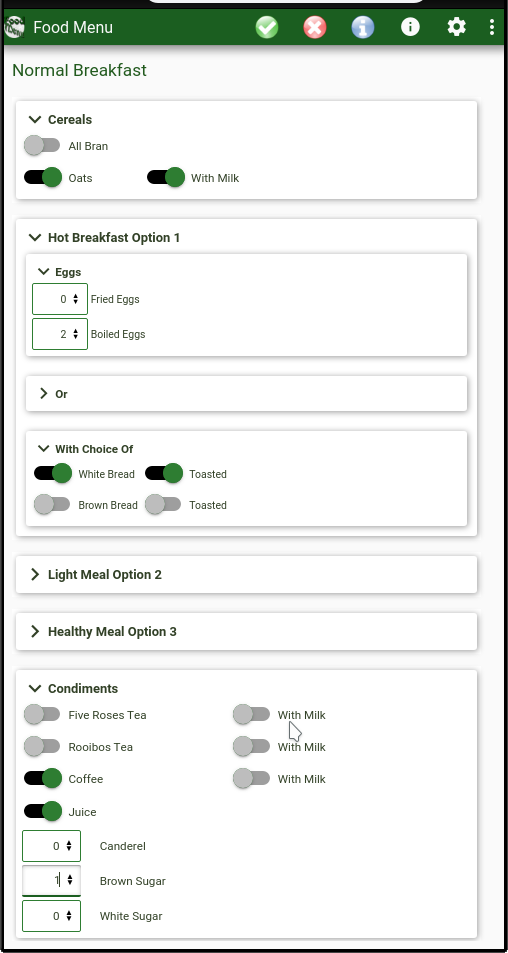 Food Menu
Normal Breakfast
Cereals
All Bran
Oats With Milk
Hot Breakfast Option 1
Eggs
0 Fried Eggs
2 Boiled Eggs
Or
With Choice Of
White Bread Toasted
Brown Bread Toasted
Light Meal Option 2
Healthy Meal Option 3
Condiments
Five Roses Tea With Milk
Rooibos Tea With Milk
Coffee With Milk
Juice
0 Canderel
1 Brown Sugar
0 White Sugar